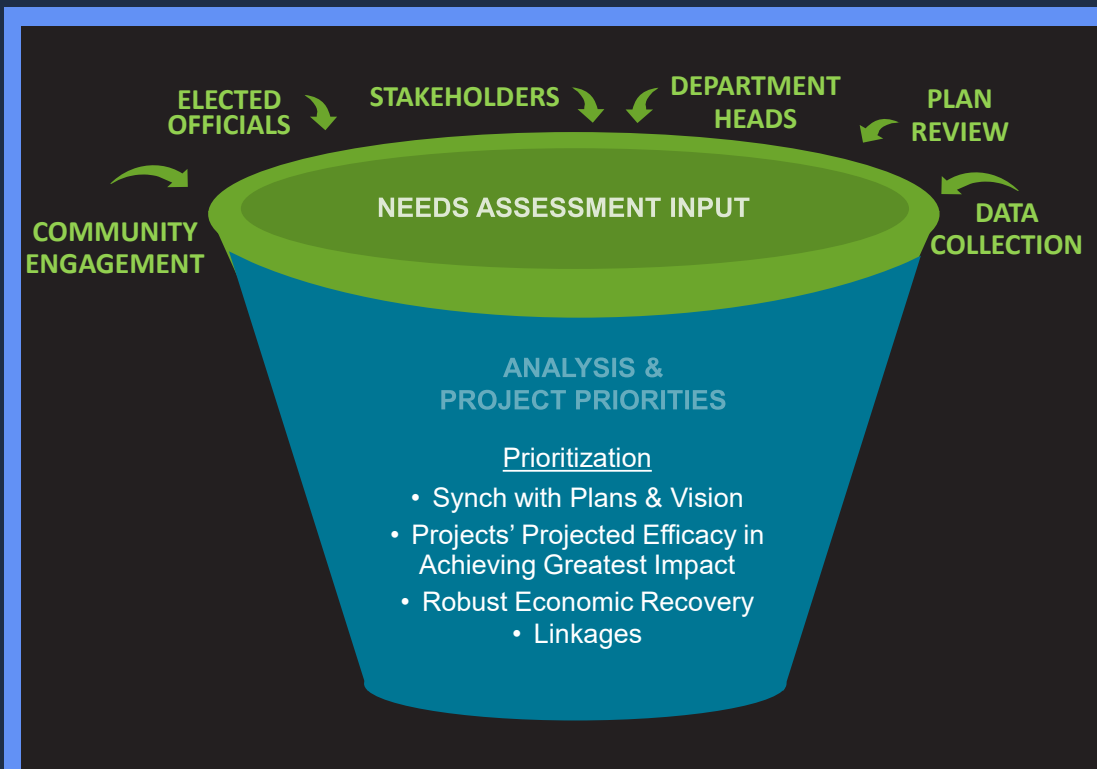 ELECTED
OFFICIALS
STAKEHOLDERS
DEPARTMENT
HEADS
PLAN
REVIEW
COMMUNITY
ENGAGEMENT
NEEDS ASSESSMENT INPUT
DATA
COLLECTION
ANALYSIS &
PROJECT PRIORITIES
Prioritization
• Synch with Plans & Vision
• Projects’ Projected Efficacy in
Achieving Greatest Impact
• Robust Economic Recovery
• Linkages